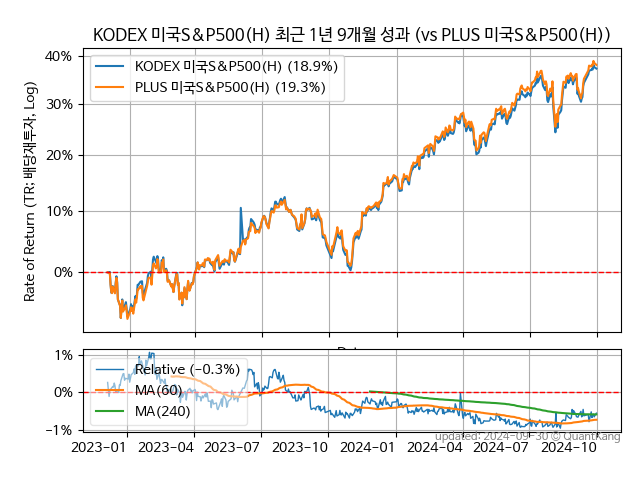 KODEX 미국S&P500(H) 최근 1년 9개월 성과 (vs PLUS 미국S&P500(H))
Rate of Return (TR: 배당재투자, Log)
40%
30%
20%
10%
0%
KODEX 미국S&P500(H) (18.9%)
PLUS 미국S&P500(H) (19.3%)
1%
0%
−1%
Relative (−0.3%)
MA(60)
MA(240)
updated: 2024-09-30 © QuantKang
2023−01 2023−04 2023−07 2023−10 2024−01 2024−04 2024−07 2024−10